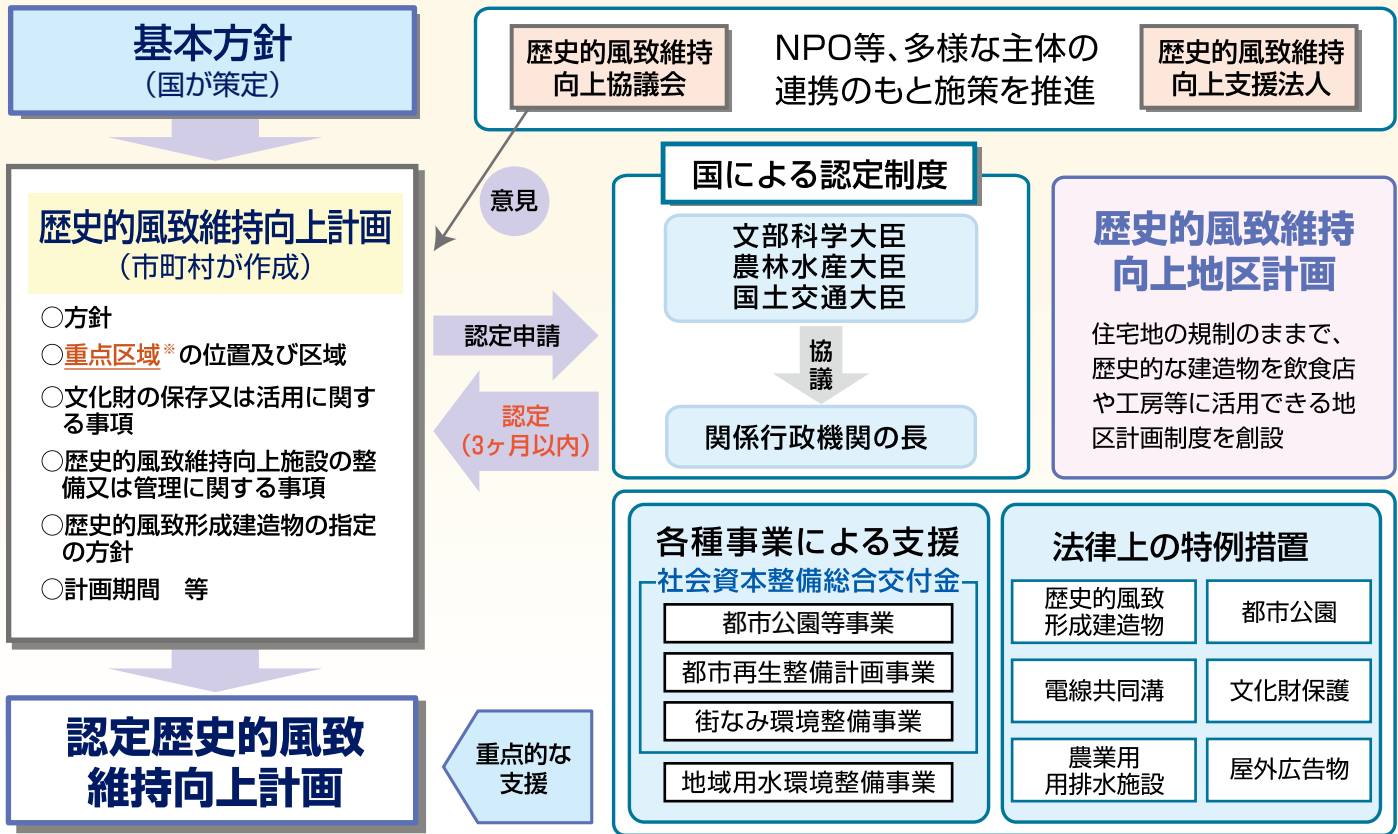 基本方針
（国が策定）
歴史的風致維持
向上協議会
NPO等、多様な主体の
連携のもと施策を推進
歴史的風致維持
向上支援法人
意見
歴史的風致維持向上計画
（市町村が作成）
○方針
○重点区域※の位置及び区域
○文化財の保存又は活用に関す
る事項
○歴史的風致維持向上施設の整
備又は管理に関する事項
○歴史的風致形成建造物の指定
の方針
○計画期間　等
認定申請
認定
（3ヶ月以内）
国による認定制度
文部科学大臣
農林水産大臣
国土交通大臣
協
議
関係行政機関の長
歴史的風致維持
向上地区計画
住宅地の規制のままで、
歴史的な建造物を飲食店
や工房等に活用できる地
区計画制度を創設
認定歴史的風致
維持向上計画
重点的な
支援
各種事業による支援
社会資本整備総合交付金
都市公園等事業
都市再生整備計画事業
街なみ環境整備事業
地域用水環境整備事業
法律上の特例措置
歴史的風致
形成建造物
都市公園
電線共同溝
文化財保護
農業用
用排水施設
屋外広告物